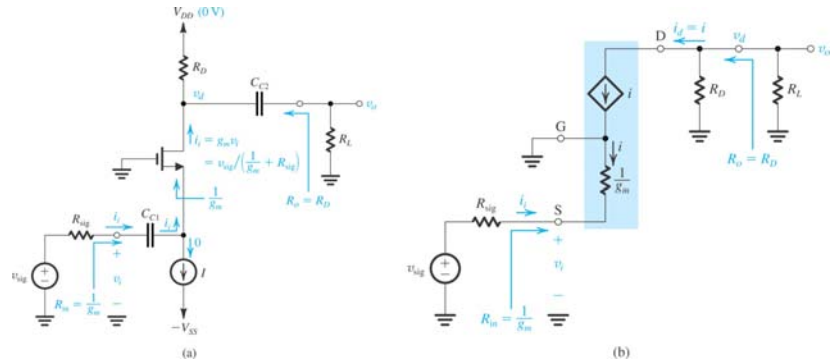 V_DD (0 V)
R_D
C_C2
v_d
v_o
i_i = g_m v_i
= v_sig/(1/g_m + R_sig)
R_L
1/g_m
R_o = R_D
R_sig
i_i
C_C1
i_i
0
+
v_sig
+
−
v_i
I
R_in = 1/g_m
−
−V_SS
(a)
D
i_d = i
v_d
v_o
i
R_D
R_L
G
i
R_o = R_D
1/g_m
R_sig
i_i
S
+
v_sig
+
−
v_i
−
R_in = 1/g_m
(b)